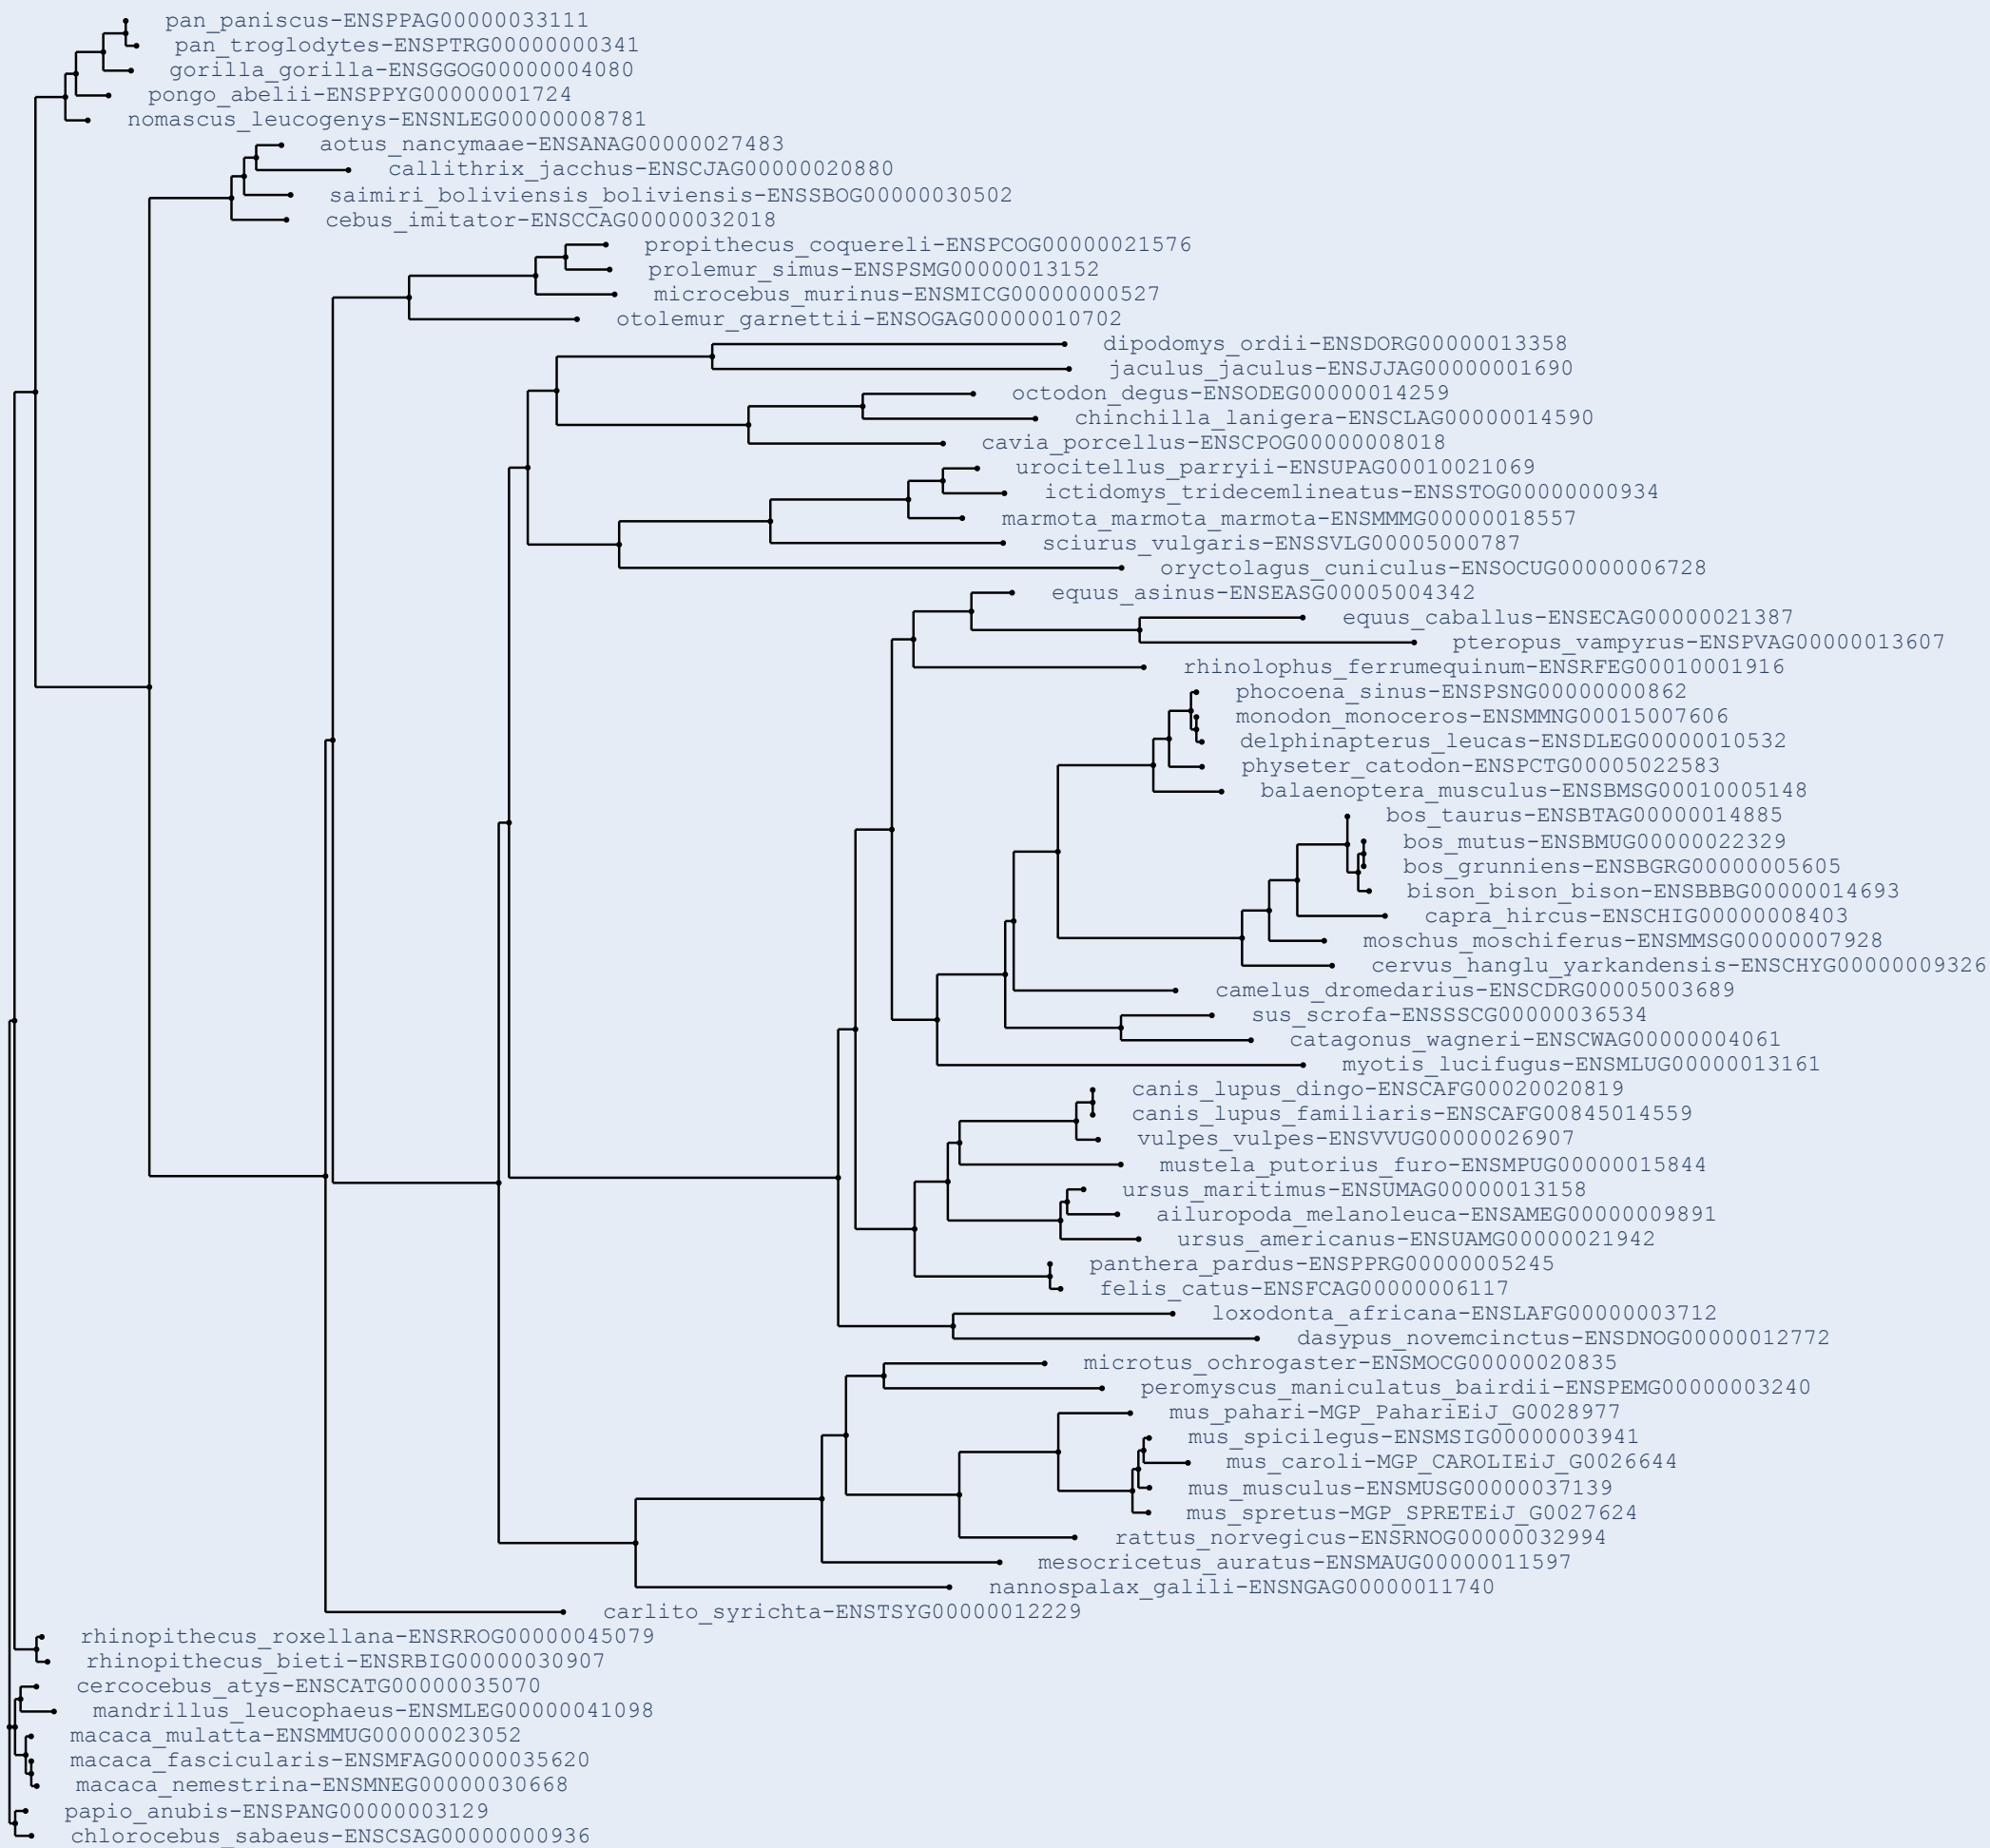 pan_paniscus-ENSPPAG00000033111
pan_troglodytes-ENSPTRG00000000341
gorilla_gorilla-ENSGGOG00000004080
pongo_abelii-ENSPPYG00000001724
nomascus_leucogenys-ENSNLEG00000008781
aotus_nancymaae-ENSANAG00000027483
callithrix_jacchus-ENSCJAG00000020880
saimiri_boliviensis_boliviensis-ENSSBOG00000030502
cebus_imitator-ENSCCAG00000032018
propithecus_coquereli-ENSPCOG00000021576
prolemur_simus-ENSPSMG00000013152
microcebus_murinus-ENSMICG00000000527
otolemur_garnettii-ENSOGAG00000010702
dipodomys_ordii-ENSDORG00000013358
jaculus_jaculus-ENSJJAG00000001690
octodon_degus-ENSODEG00000014259
chinchilla_lanigera-ENSCLAG00000014590
cavia_porcellus-ENSCPOG00000008018
urocitellus_parryii-ENSUPAG00010021069
ictidomys_tridecemlineatus-ENSSTOG00000000934
marmota_marmota_marmota-ENSMMMG00000018557
sciurus_vulgaris-ENSSVLG00005000787
oryctolagus_cuniculus-ENSOCUG00000006728
equus_asinus-ENSEASG00005004342
equus_caballus-ENSECAG00000021387
pteropus_vampyrus-ENSPVAG00000013607
rhinolophus_ferrumequinum-ENSRFEG00010001916
phocoena_sinus-ENSPSNG00000000862
monodon_monoceros-ENSMMNG00015007606
delphinapterus_leucas-ENSDLEG00000010532
physeter_catodon-ENSPCTG00005022583
balaenoptera_musculus-ENSBMSG00010005148
bos_taurus-ENSBTAG00000014885
bos_mutus-ENSBMUG00000022329
bos_grunniens-ENSBGRG00000005605
bison_bison_bison-ENSBBBG00000014693
capra_hircus-ENSCHIG00000008403
moschus_moschiferus-ENSMMSG00000007928
cervus_hanglu_yarkandensis-ENSCHYG00000009326
camelus_dromedarius-ENSCDRG00005003689
sus_scrofa-ENSSSCG00000036534
catagonus_wagneri-ENSCWAG00000004061
myotis_lucifugus-ENSMLUG00000013161
canis_lupus_dingo-ENSCAFG00020020819
canis_lupus_familiaris-ENSCAFG00845014559
vulpes_vulpes-ENSVVUG00000026907
mustela_putorius_furo-ENSMPUG00000015844
ursus_maritimus-ENSUMAG00000013158
ailuropoda_melanoleuca-ENSAMEG00000009891
ursus_americanus-ENSUAMG00000021942
panthera_pardus-ENSPPRG00000005245
felis_catus-ENSFCAG00000006117
loxodonta_africana-ENSLAFG00000003712
dasypus_novemcinctus-ENSDNOG00000012772
microtus_ochrogaster-ENSMOCG00000020835
peromyscus_maniculatus_bairdii-ENSPEMG00000003240
mus_pahari-MGP_PahariEiJ_G0028977
mus_spicilegus-ENSMSIG00000003941
mus_caroli-MGP_CAROLIEiJ_G0026644
mus_musculus-ENSMUSG00000037139
mus_spretus-MGP_SPRETEiJ_G0027624
rattus_norvegicus-ENSRNOG00000032994
mesocricetus_auratus-ENSMAUG00000011597
nannospalax_galili-ENSNGAG00000011740
carlito_syrichta-ENSTSYG00000012229
rhinopithecus_roxellana-ENSRROG00000045079
rhinopithecus_bieti-ENSRBIG00000030907
cercocebus_atys-ENSCATG00000035070
mandrillus_leucophaeus-ENSMLEG00000041098
macaca_mulatta-ENSMMUG00000023052
macaca_fascicularis-ENSMFAG00000035620
macaca_nemestrina-ENSMNEG00000030668
papio_anubis-ENSPANG00000003129
chlorocebus_sabaeus-ENSCSAG00000000936